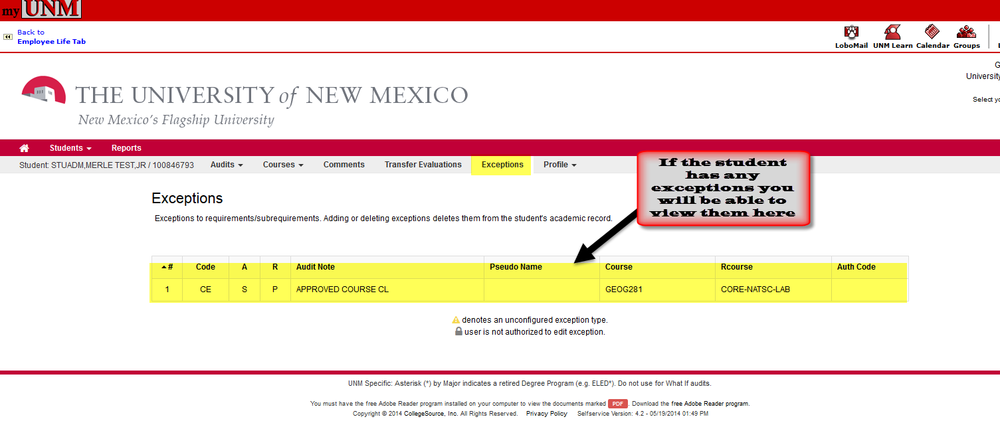 my UNM
Back to
Employee Life Tab
LoboMail UNM Learn Calendar Groups
University
Select
THE UNIVERSITY of NEW MEXICO
New Mexico's Flagship University
Students Reports
Student: STUADM,MERLE TEST,JR / 100846793 Audits Courses Comments Transfer Evaluations Exceptions Profile
If the student
has any
exceptions you
will be able to
view them here
Exceptions
Exceptions to requirements/subrequirements. Adding or deleting exceptions deletes them from the student's academic record.
# Code A R Audit Note Pseudo Name Course Rcourse Auth Code
1 CE S P APPROVED COURSE CL GEOG281 CORE-NATSC-LAB
denotes an unconfigured exception type.
user is not authorized to edit exception.
UNM Specific: Asterisk (*) by Major indicates a retired Degree Program (e.g. ELED*). Do not use for What If audits.
You must have the free Adobe Reader program installed on your computer to view the documents marked PDF . Download the free Adobe Reader program.
Copyright © 2014 CollegeSource, Inc. All Rights Reserved. Privacy Policy Selfservice Version: 4.2 - 05/19/2014 01:49 PM